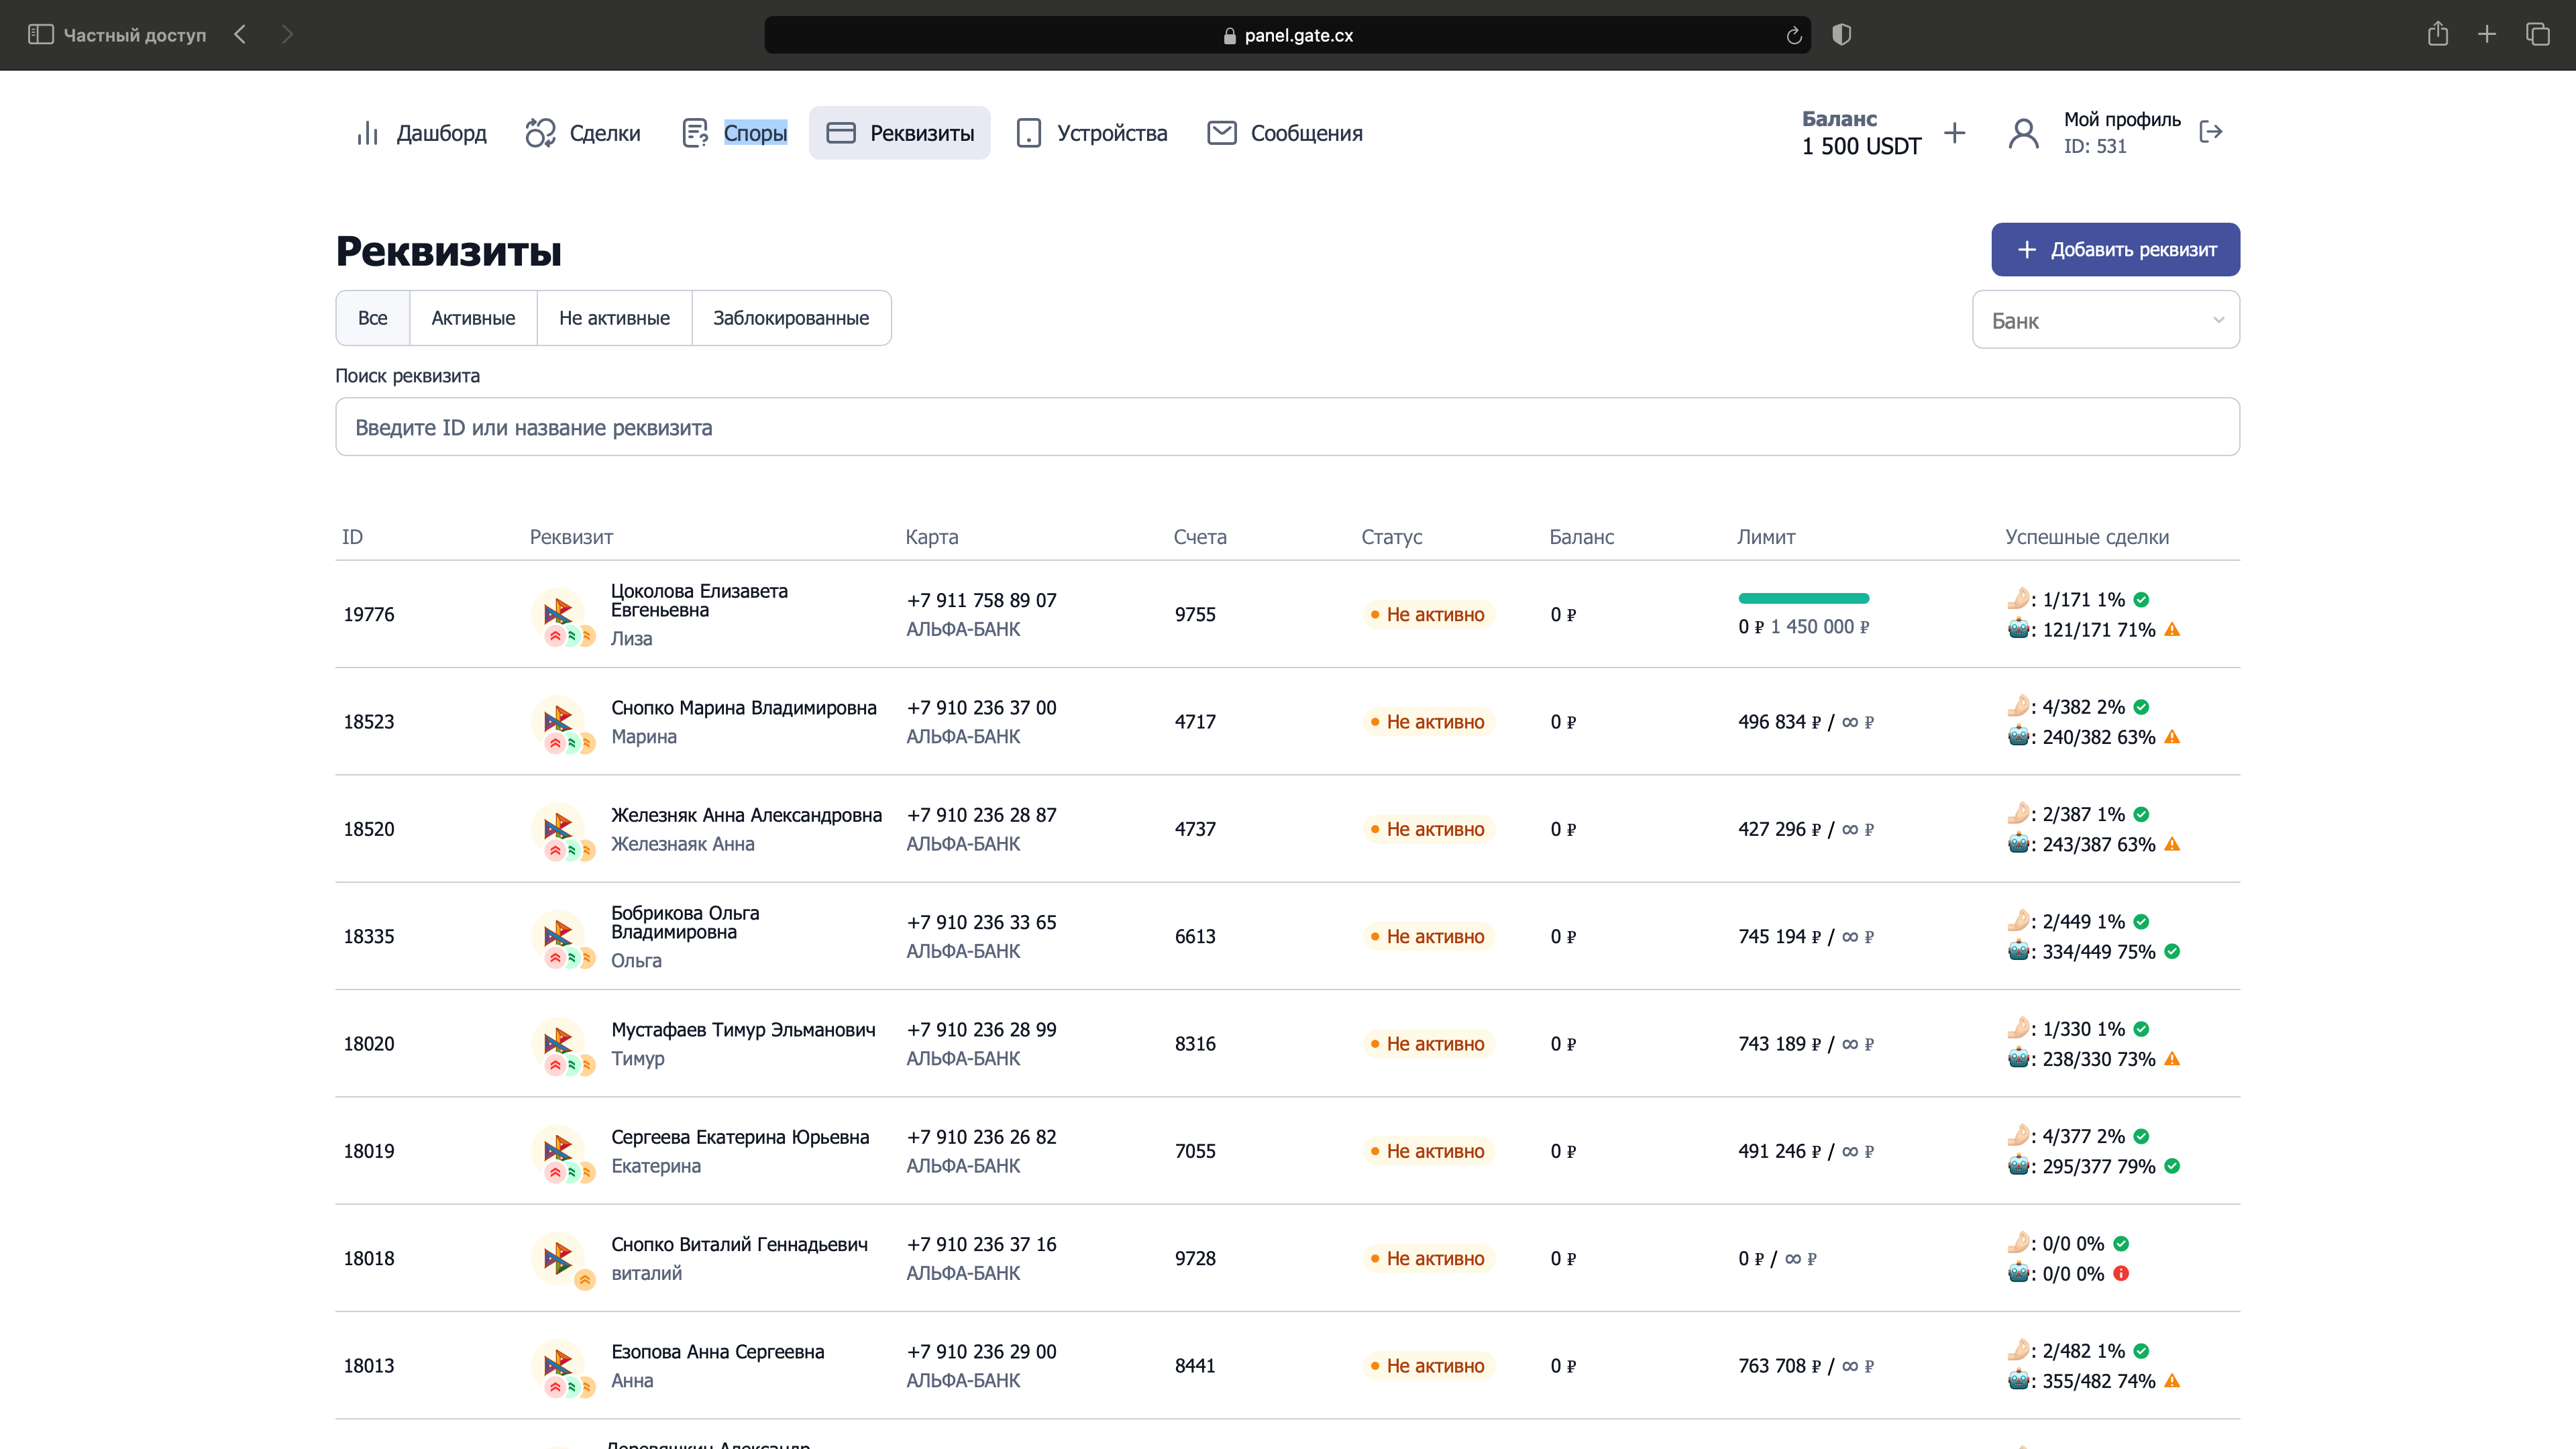 Частный доступ
panel.gate.cx
Дашборд
Сделки
Споры
Реквизиты
Устройства
Сообщения
Баланс
1 500 USDT
Мой профиль
ID: 531
Реквизиты
Добавить реквизит
Все
Активные
Не активные
Заблокированные
Банк
Поиск реквизита
Введите ID или название реквизита
ID Реквизит Карта Счета Статус Баланс Лимит Успешные сделки
19776
Цоколова Елизавета
Евгеньевна
Лиза
+7 911 758 89 07
АЛЬФА-БАНК
9755
Не активно
0 ₽
0 ₽ 1 450 000 ₽
: 1/171 1%
: 121/171 71%
18523
Снопко Марина Владимировна
Марина
+7 910 236 37 00
АЛЬФА-БАНК
4717
Не активно
0 ₽
496 834 ₽ / ∞ ₽
: 4/382 2%
: 240/382 63%
18520
Железняк Анна Александровна
Железнаяк Анна
+7 910 236 28 87
АЛЬФА-БАНК
4737
Не активно
0 ₽
427 296 ₽ / ∞ ₽
: 2/387 1%
: 243/387 63%
18335
Бобрикова Ольга
Владимировна
Ольга
+7 910 236 33 65
АЛЬФА-БАНК
6613
Не активно
0 ₽
745 194 ₽ / ∞ ₽
: 2/449 1%
: 334/449 75%
18020
Мустафаев Тимур Эльманович
Тимур
+7 910 236 28 99
АЛЬФА-БАНК
8316
Не активно
0 ₽
743 189 ₽ / ∞ ₽
: 1/330 1%
: 238/330 73%
18019
Сергеева Екатерина Юрьевна
Екатерина
+7 910 236 26 82
АЛЬФА-БАНК
7055
Не активно
0 ₽
491 246 ₽ / ∞ ₽
: 4/377 2%
: 295/377 79%
18018
Снопко Виталий Геннадьевич
виталий
+7 910 236 37 16
АЛЬФА-БАНК
9728
Не активно
0 ₽
0 ₽ / ∞ ₽
: 0/0 0%
: 0/0 0%
18013
Езопова Анна Сергеевна
Анна
+7 910 236 29 00
АЛЬФА-БАНК
8441
Не активно
0 ₽
763 708 ₽ / ∞ ₽
: 2/482 1%
: 355/482 74%